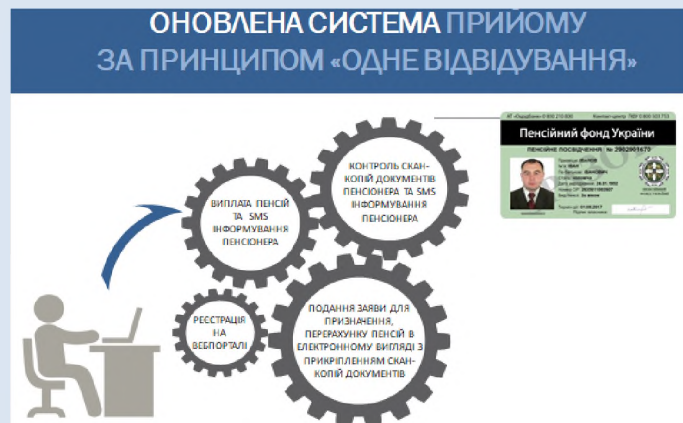 ОНОВЛЕНА СИСТЕМА ПРИЙОМУ
ЗА ПРИНЦИПОМ «ОДНЕ ВІДВІДУВАННЯ»
Пенсійний фонд України
ПЕНСІЙНЕ ПОСВІДЧЕННЯ: №
КОНТРОЛЬ СКАН-
КОПІЙ ДОКУМЕНТІВ
ПЕНСІОНЕРА ТА SMS
ІНФОРМУВАННЯ
ПЕНСІОНЕРА
ВИПЛАТА ПЕНСІЙ
ТА SMS
ІНФОРМУВАННЯ
ПЕНСІОНЕРА
РЕЄСТРАЦІЯ
НА
ВЕБПОРТАЛІ
ПОДАННЯ ЗАЯВИ ДЛЯ
ПРИЗНАЧЕННЯ,
ПЕРЕРАХУНКУ ПЕНСІЙ В
ЕЛЕКТРОННОМУ ВИГЛЯДІ З
ПРИКРІПЛЕННЯМ СКАН-
КОПІЙ ДОКУМЕНТІВ